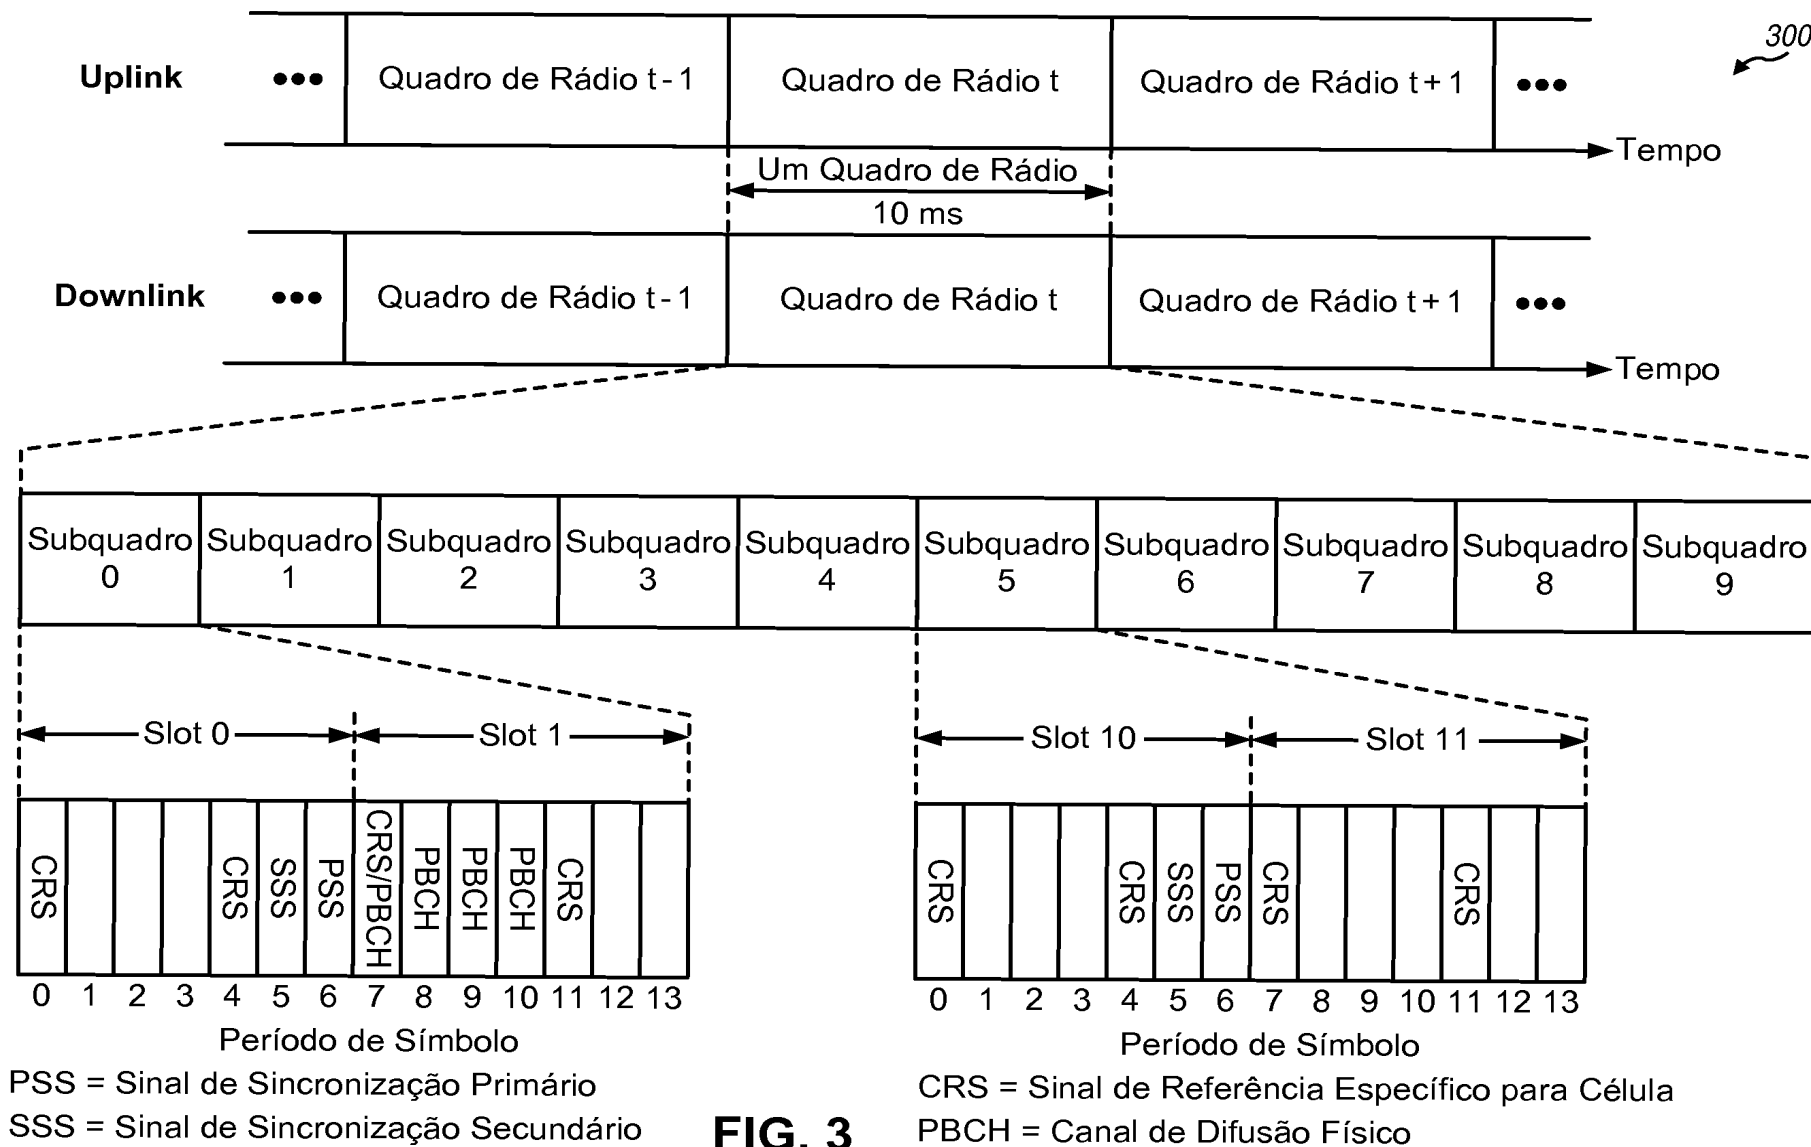 300
Uplink ••• Quadro de Rádio t-1 Quadro de Rádio t Quadro de Rádio t+1 •••
Tempo
Um Quadro de Rádio
10 ms
Downlink ••• Quadro de Rádio t-1 Quadro de Rádio t Quadro de Rádio t+1 •••
Tempo
Subquadro 0 Subquadro 1 Subquadro 2 Subquadro 3 Subquadro 4 Subquadro 5 Subquadro 6 Subquadro 7 Subquadro 8 Subquadro 9
Slot 0 Slot 1
CRS CRS SSS PSS CRS/PBCH PBCH PBCH PBCH CRS
0 1 2 3 4 5 6 7 8 9 10 11 12 13
Período de Símbolo
Slot 10 Slot 11
CRS CRS SSS PSS CRS CRS
0 1 2 3 4 5 6 7 8 9 10 11 12 13
Período de Símbolo
PSS = Sinal de Sincronização Primário
SSS = Sinal de Sincronização Secundário
CRS = Sinal de Referência Específico para Célula
PBCH = Canal de Difusão Físico
FIG. 3